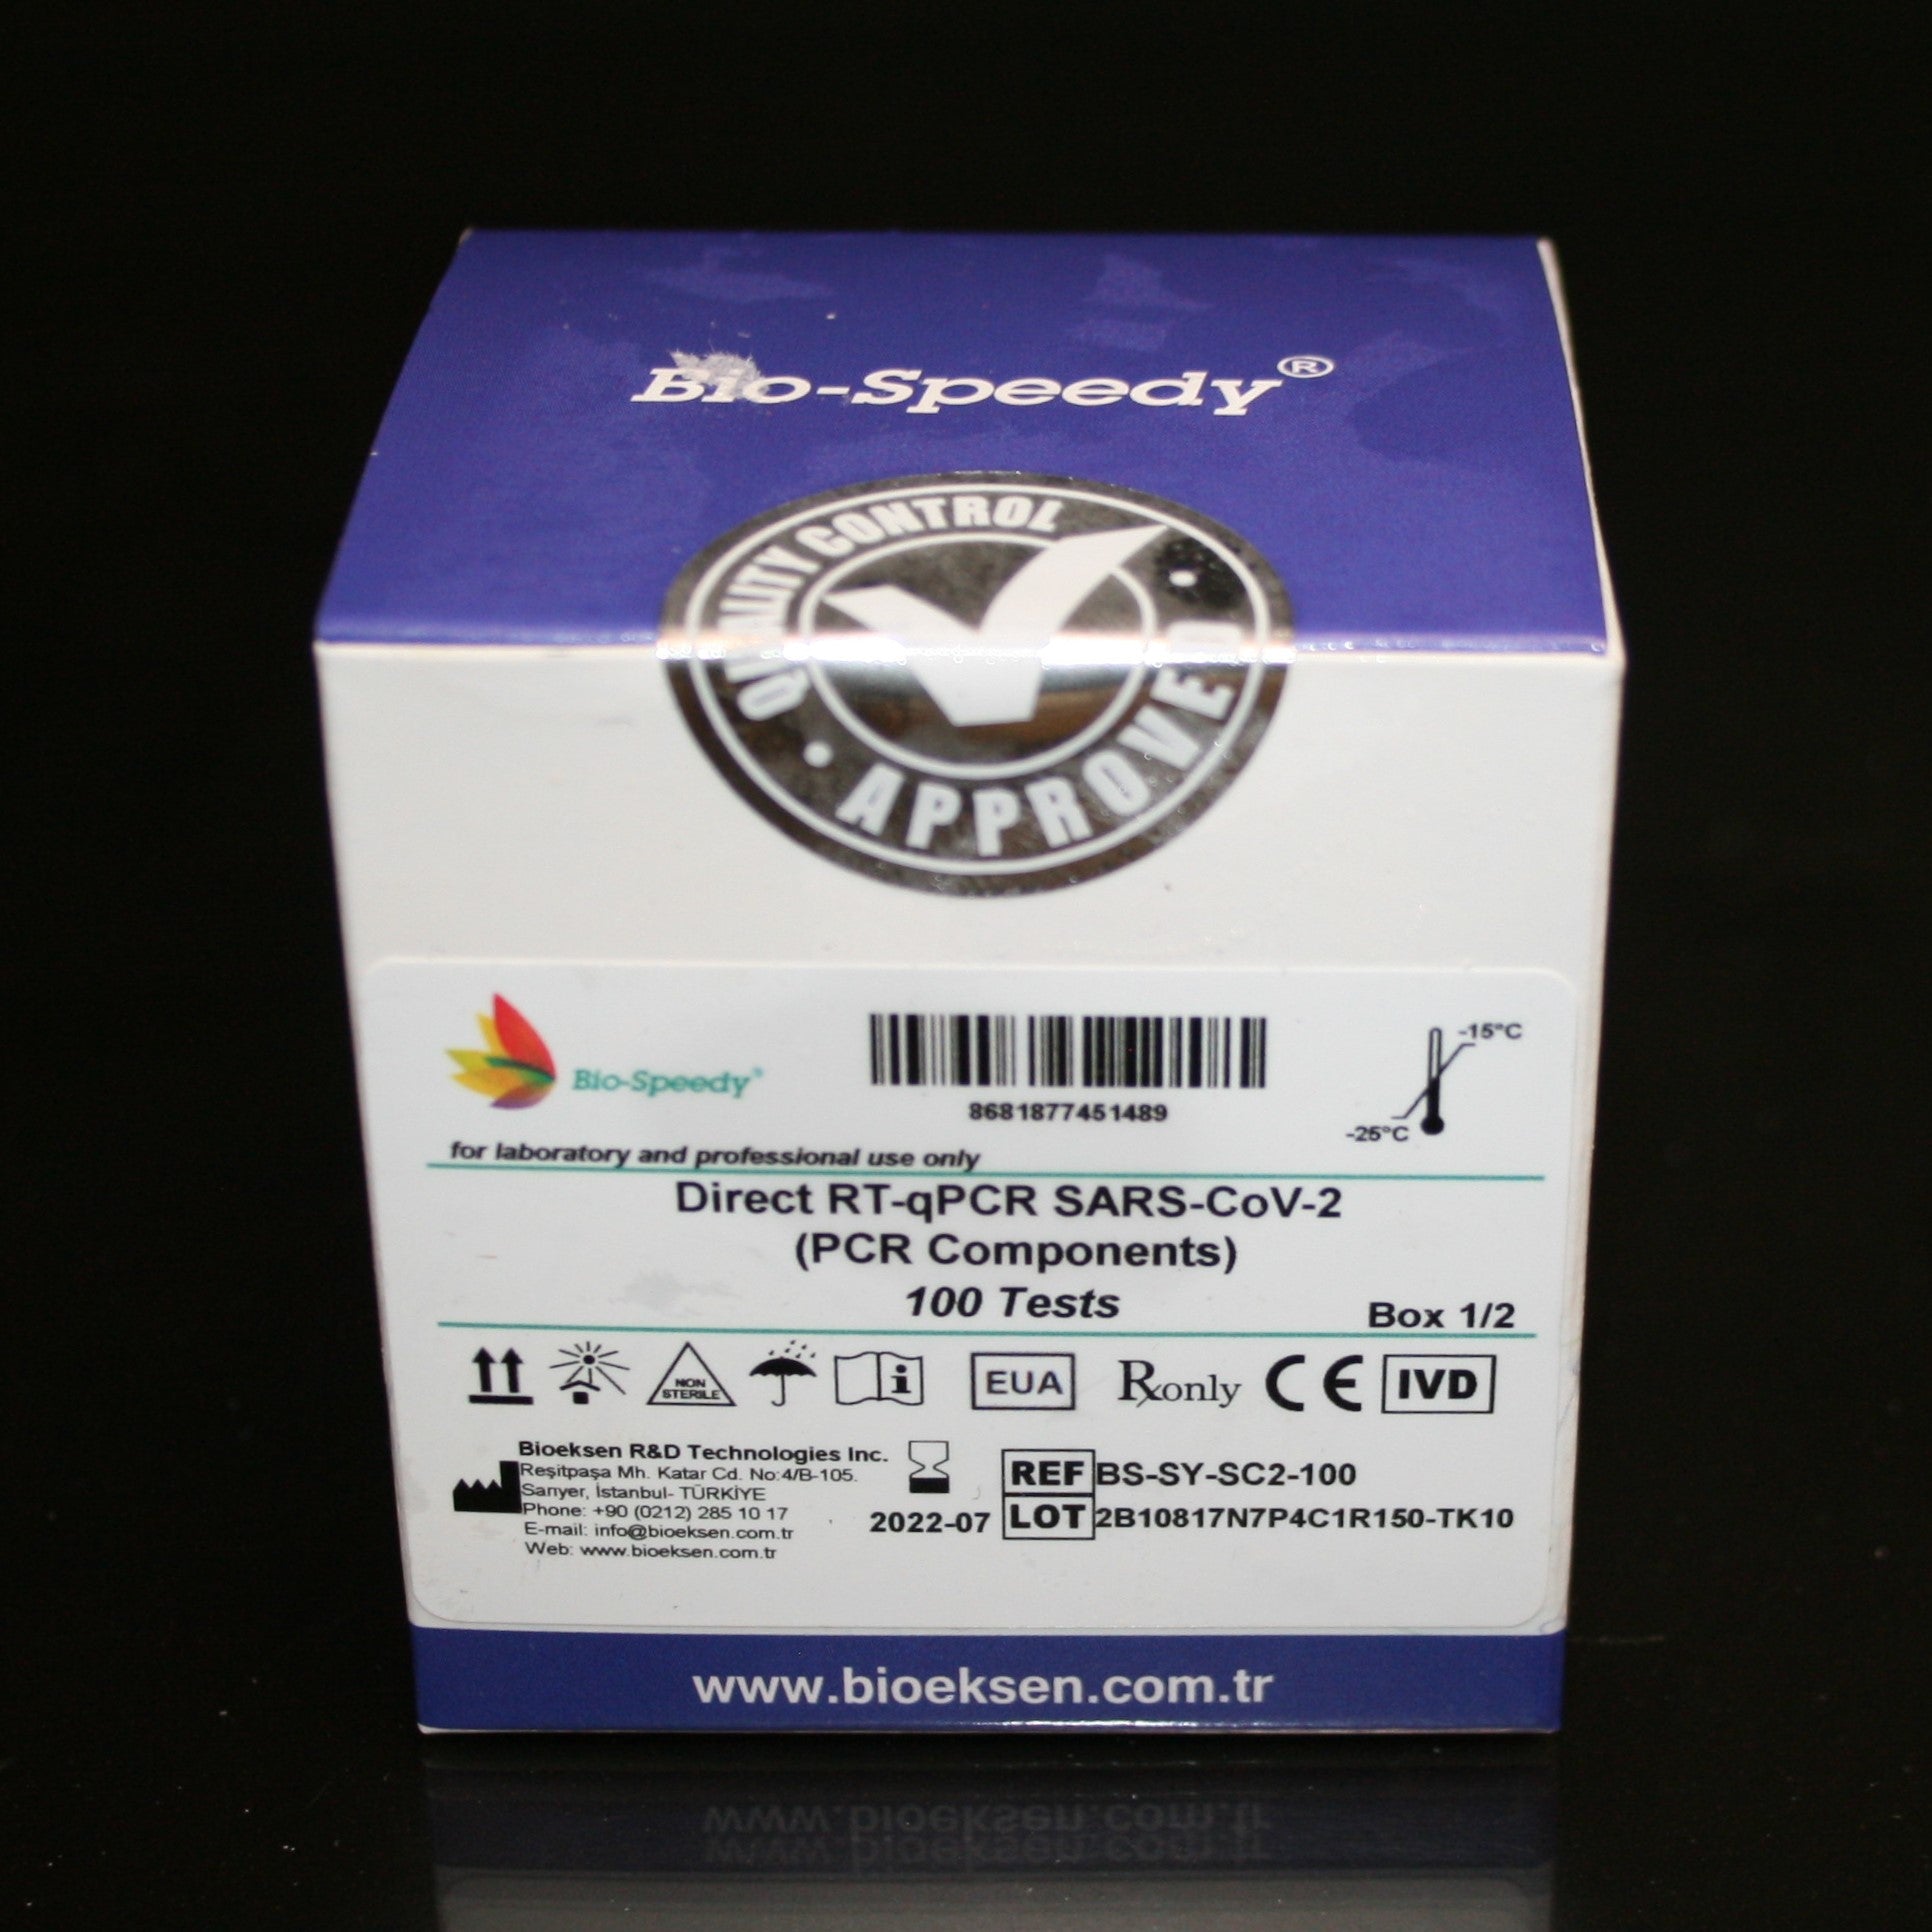 Bio-Speedy®
QUALITY CONTROL
APPROVED
Bio-Speedy®
8681877451489
-15°C
-25°C
for laboratory and professional use only
Direct RT-qPCR SARS-CoV-2
(PCR Components)
100 Tests
Box 1/2
NON
STERILE
i
EUA
Rx only
CE
IVD
Bioeksen R&D Technologies Inc.
Reşitpaşa Mh. Katar Cd. No:4/B-105.
Sarıyer, İstanbul- TÜRKİYE
Phone: +90 (0212) 285 10 17
E-mail: info@bioeksen.com.tr
Web: www.bioeksen.com.tr
2022-07
REF BS-SY-SC2-100
LOT 2B10817N7P4C1R150-TK10
www.bioeksen.com.tr